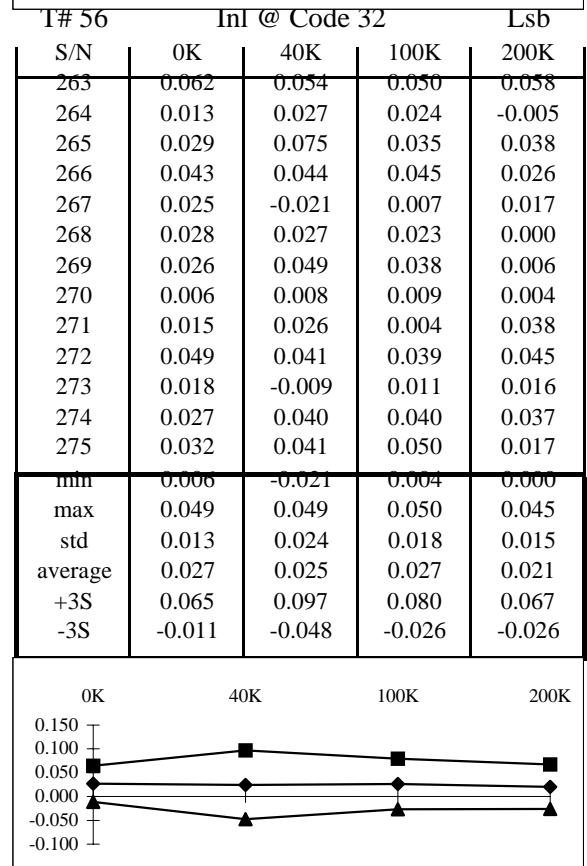 T# 56 Inl @ Code 32 Lsb
S/N 0K 40K 100K 200K
263 0.062 0.054 0.050 0.058
264 0.013 0.027 0.024 -0.005
265 0.029 0.075 0.035 0.038
266 0.043 0.044 0.045 0.026
267 0.025 -0.021 0.007 0.017
268 0.028 0.027 0.023 0.000
269 0.026 0.049 0.038 0.006
270 0.006 0.008 0.009 0.004
271 0.015 0.026 0.004 0.038
272 0.049 0.041 0.039 0.045
273 0.018 -0.009 0.011 0.016
274 0.027 0.040 0.040 0.037
275 0.032 0.041 0.050 0.017
min 0.006 -0.021 0.004 0.000
max 0.049 0.049 0.050 0.045
std 0.013 0.024 0.018 0.015
average 0.027 0.025 0.027 0.021
+3S 0.065 0.097 0.080 0.067
-3S -0.011 -0.048 -0.026 -0.026
0K 40K 100K 200K
0.150
0.100
0.050
0.000
-0.050
-0.100